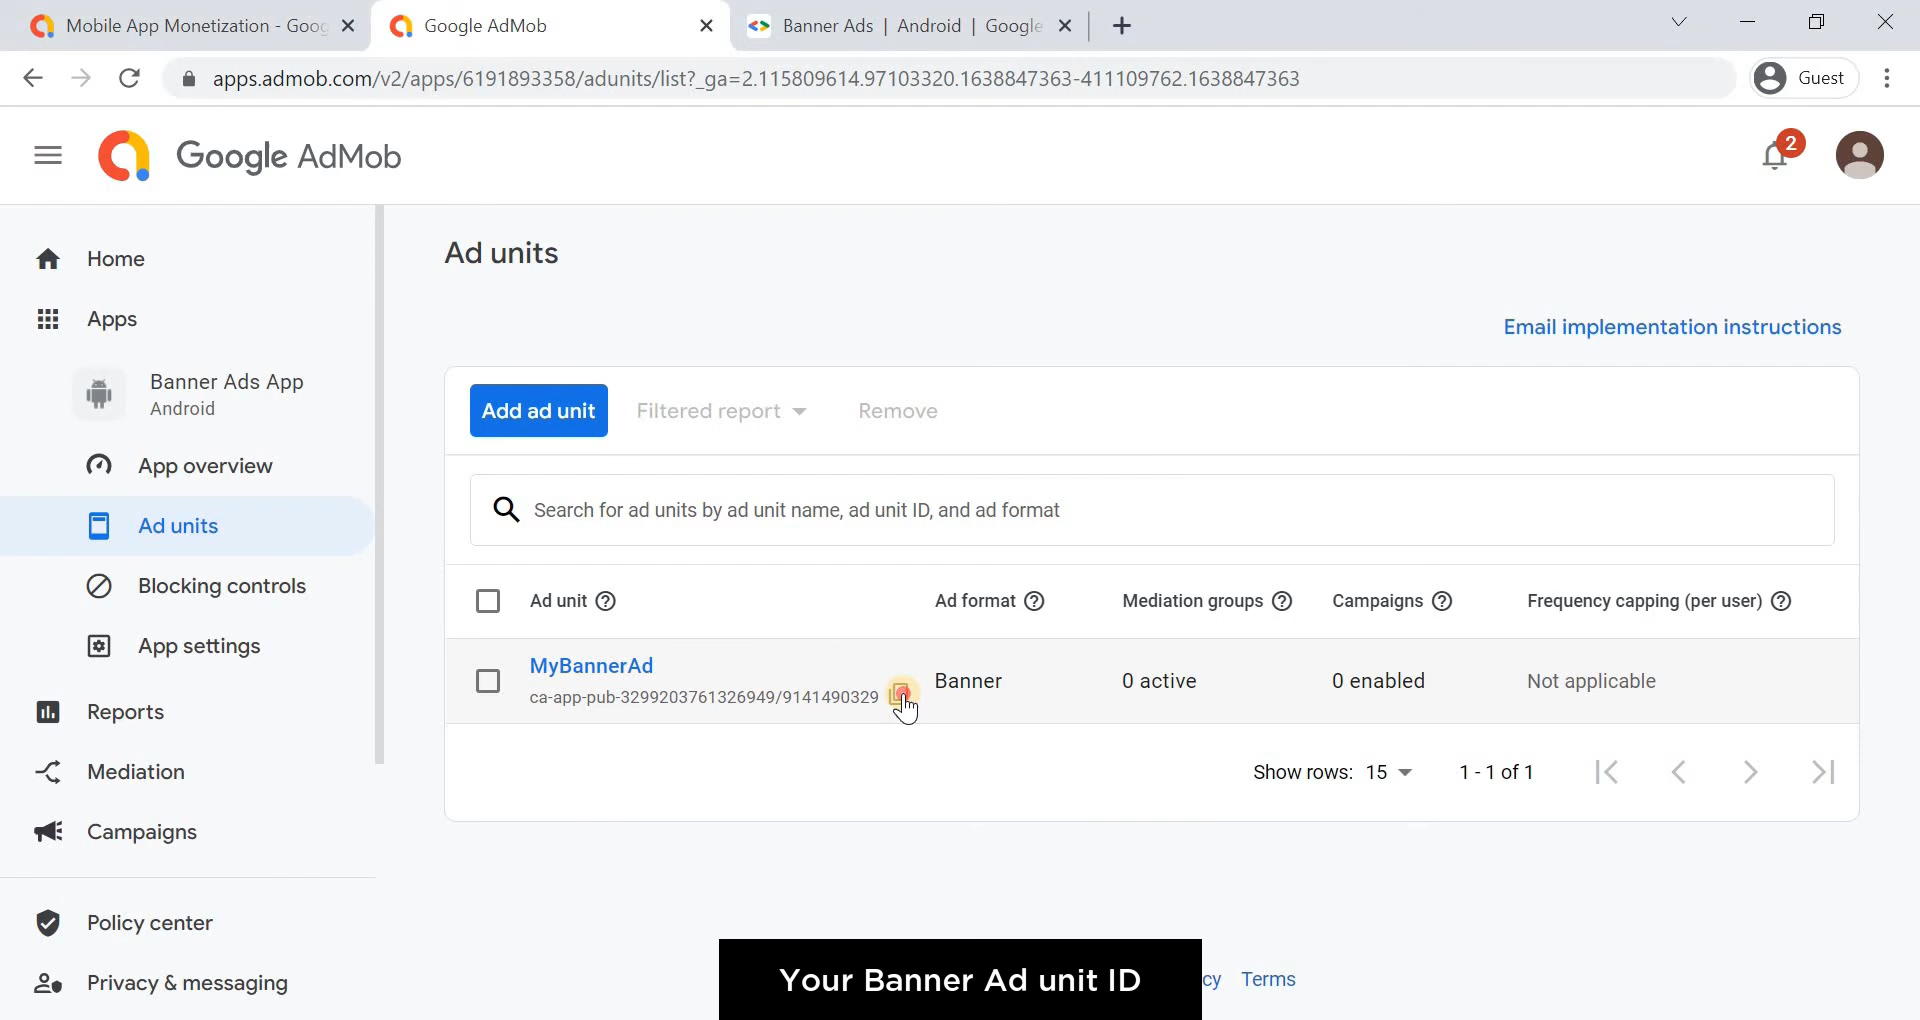 Mobile App Monetization - Goog
Google AdMob
Banner Ads | Android | Google
apps.admob.com/v2/apps/6191893358/adunits/list?_ga=2.115809614.97103320.1638847363-411109762.1638847363
Guest
Google AdMob
2
Home
Apps
Banner Ads App
Android
App overview
Ad units
Blocking controls
App settings
Reports
Mediation
Campaigns
Policy center
Privacy & messaging
Ad units
Email implementation instructions
Add ad unit
Filtered report
Remove
Search for ad units by ad unit name, ad unit ID, and ad format
Ad unit
Ad format
Mediation groups
Campaigns
Frequency capping (per user)
MyBannerAd
ca-app-pub-3299203761326949/9141490329
Banner
0 active
0 enabled
Not applicable
Show rows: 15
1 - 1 of 1
cy
Terms
Your Banner Ad unit ID